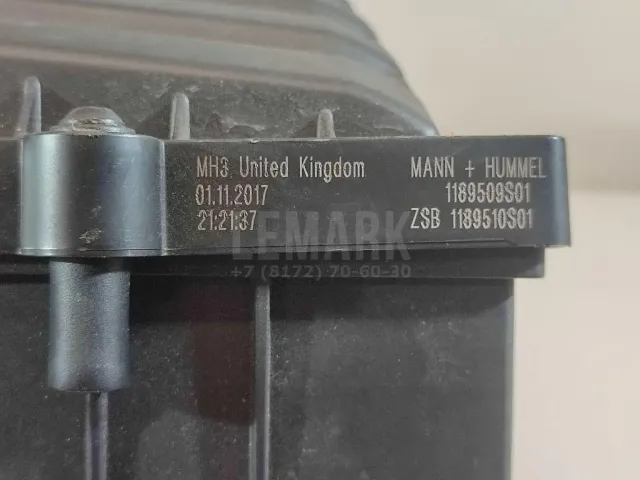 MH3 United Kingdom
01.11.2017
21:21:37
MANN + HUMMEL
1189509S01
ZSB 1189510S01
LEMARK
+7 (8172) 70-60-30